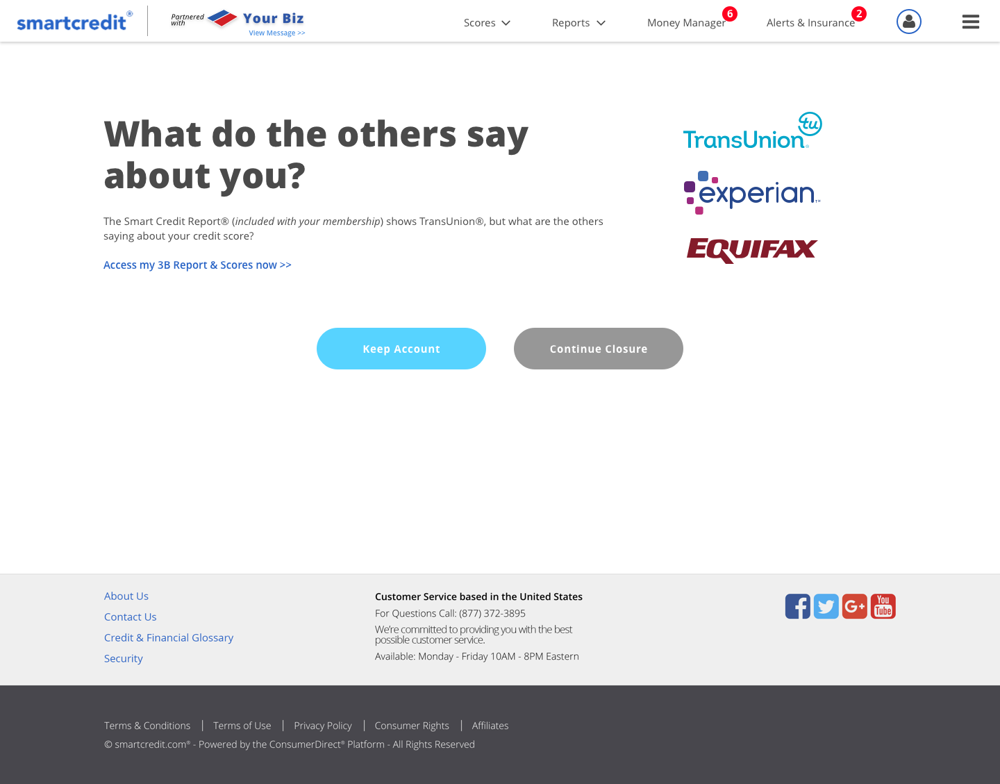 smartcredit®
Partnered with
Your Biz
View Message >>
Scores
Reports
Money Manager
6
Alerts & Insurance
2
What do the others say
about you?
The Smart Credit Report® (included with your membership) shows TransUnion®, but what are the others
saying about your credit score?
Access my 3B Report & Scores now >>
tu
TransUnion®
experian™
EQUIFAX
Keep Account
Continue Closure
About Us
Contact Us
Credit & Financial Glossary
Security
Customer Service based in the United States
For Questions Call: (877) 372-3895
We're committed to providing you with the best
possible customer service.
Available: Monday - Friday 10AM - 8PM Eastern
f
G+
You
Tube
Terms & Conditions | Terms of Use | Privacy Policy | Consumer Rights | Affiliates
© smartcredit.com® - Powered by the ConsumerDirect® Platform - All Rights Reserved